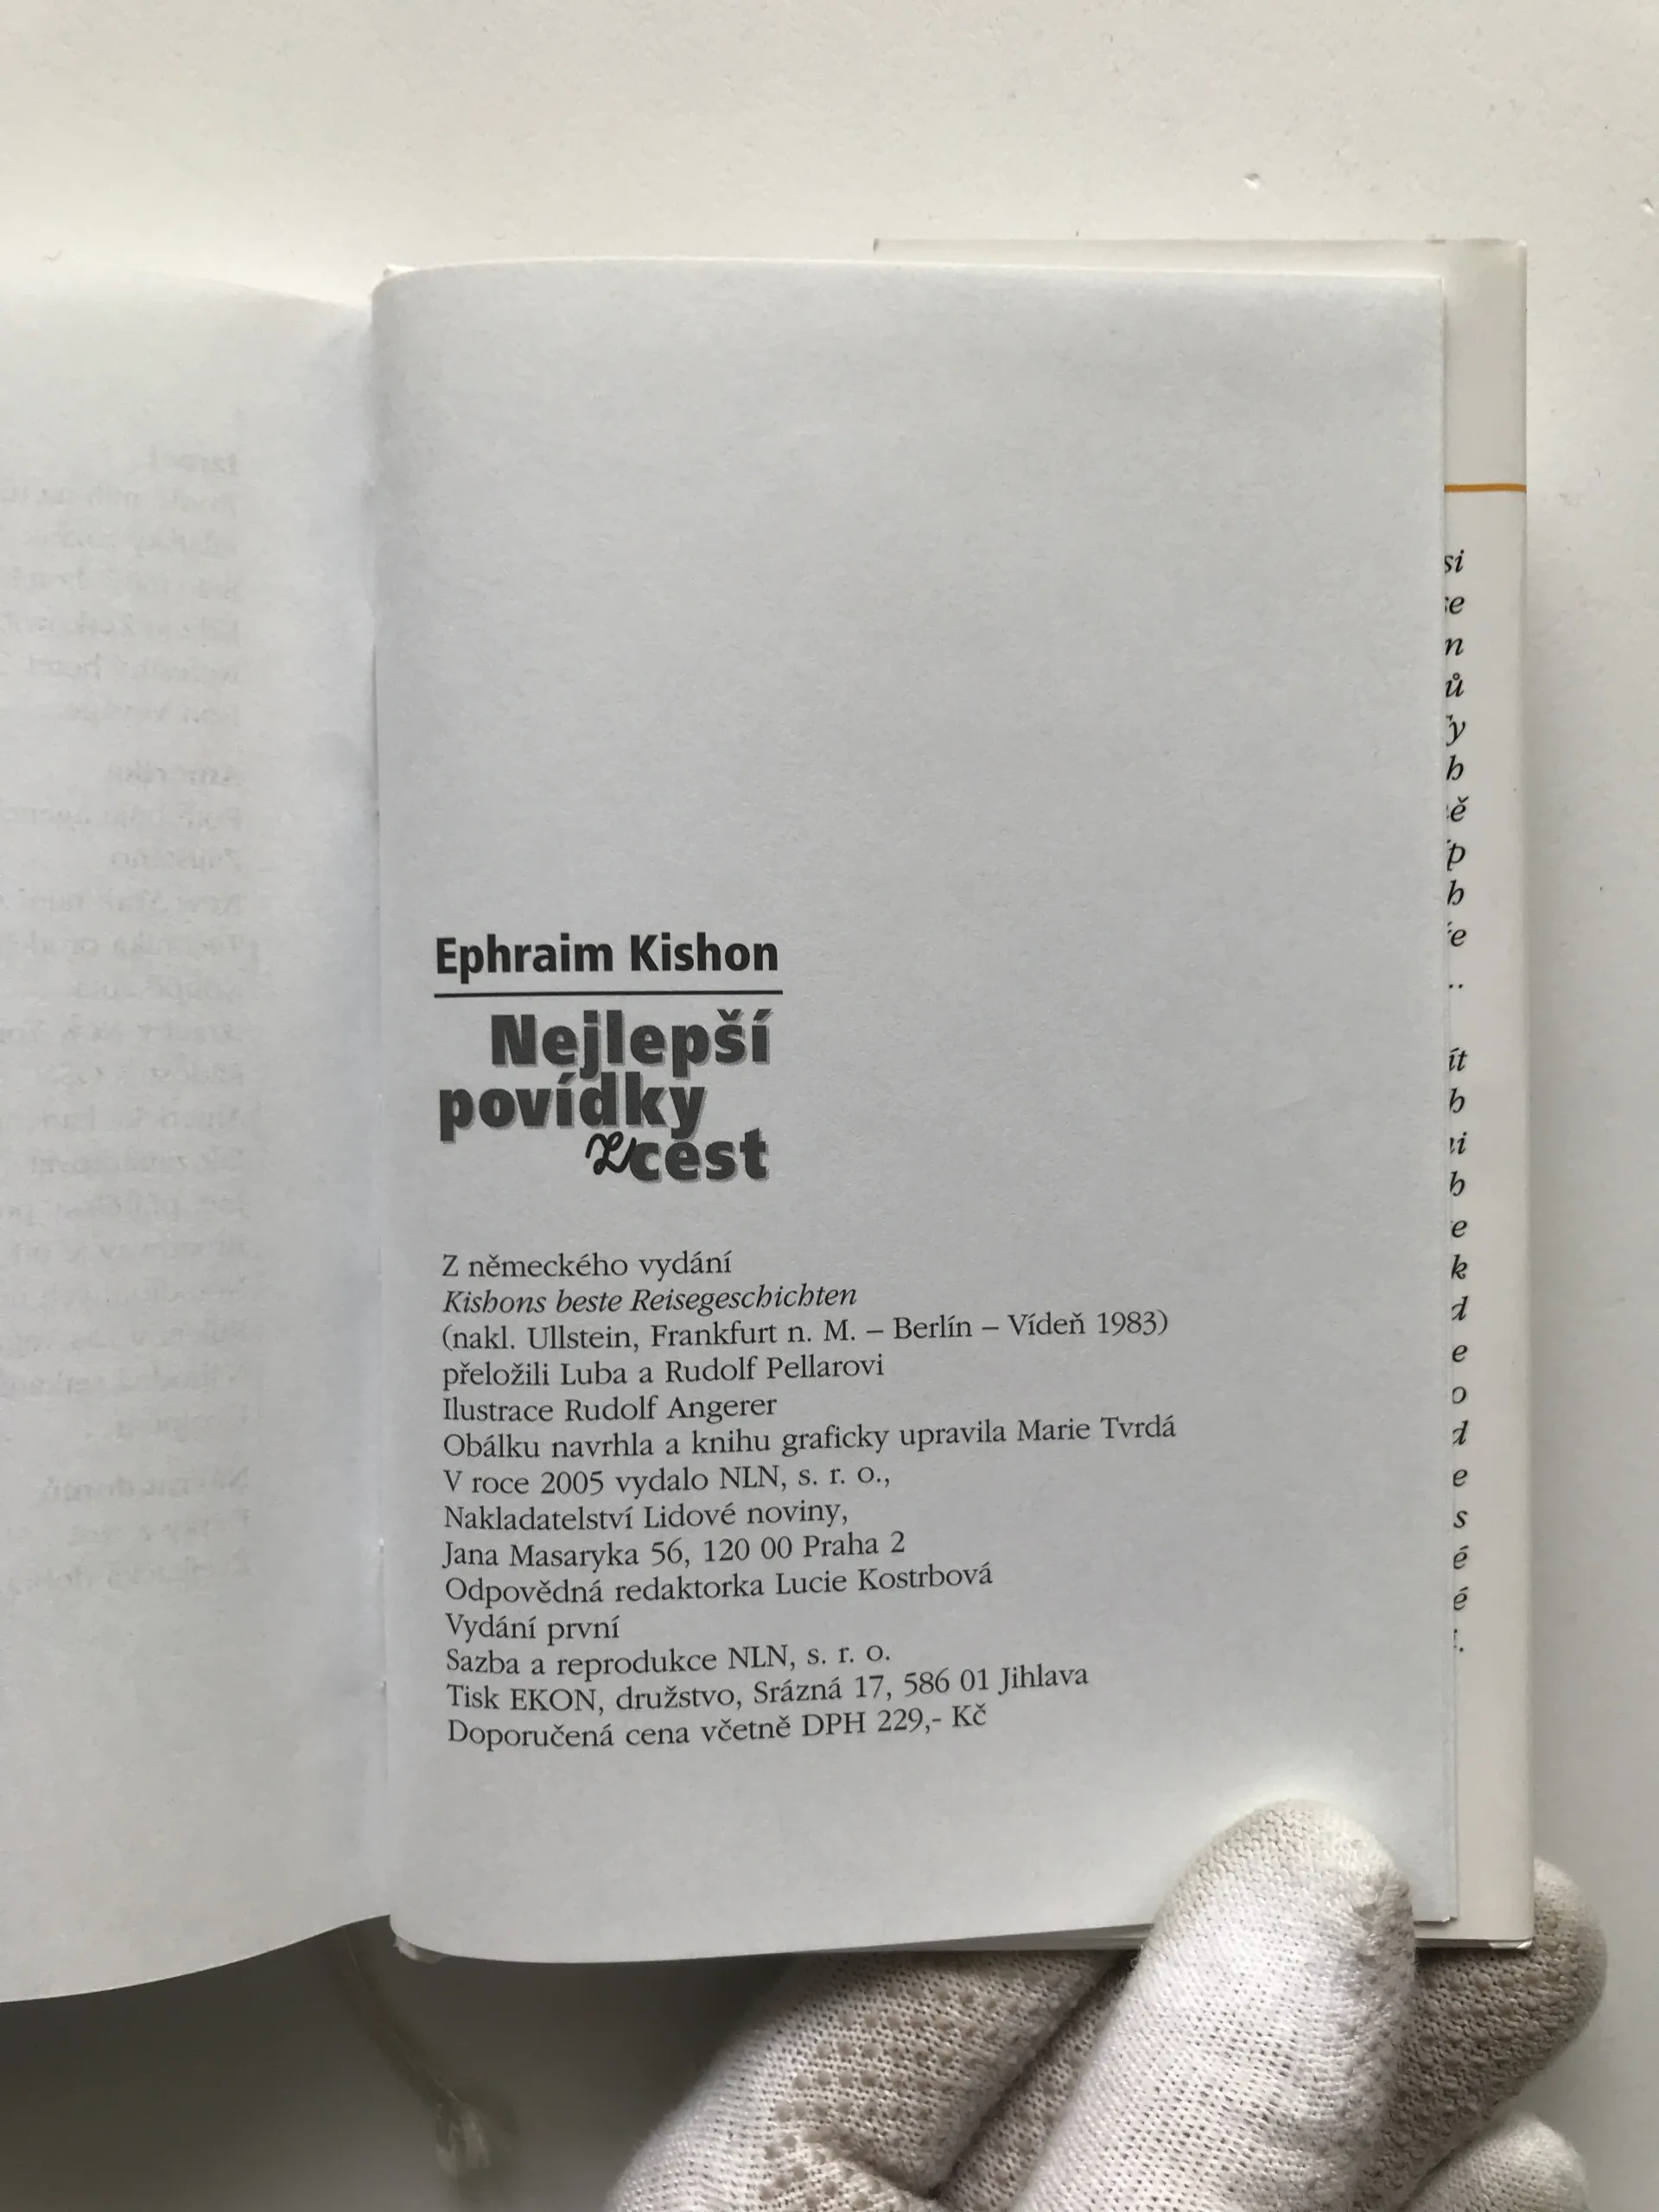 Ephraim Kishon
Nejlepší
povídky
z cest
Z německého vydání
Kishons beste Reisegeschichten
(nakl. Ullstein, Frankfurt n. M. – Berlín – Vídeň 1983)
přeložili Luba a Rudolf Pellarovi
Ilustrace Rudolf Angerer
Obálku navrhla a knihu graficky upravila Marie Tvrdá
V roce 2005 vydalo NLN, s. r. o.,
Nakladatelství Lidové noviny,
Jana Masaryka 56, 120 00 Praha 2
Odpovědná redaktorka Lucie Kostrbová
Vydání první
Sazba a reprodukce NLN, s. r. o.
Tisk EKON, družstvo, Srázná 17, 586 01 Jihlava
Doporučená cena včetně DPH 229,- Kč